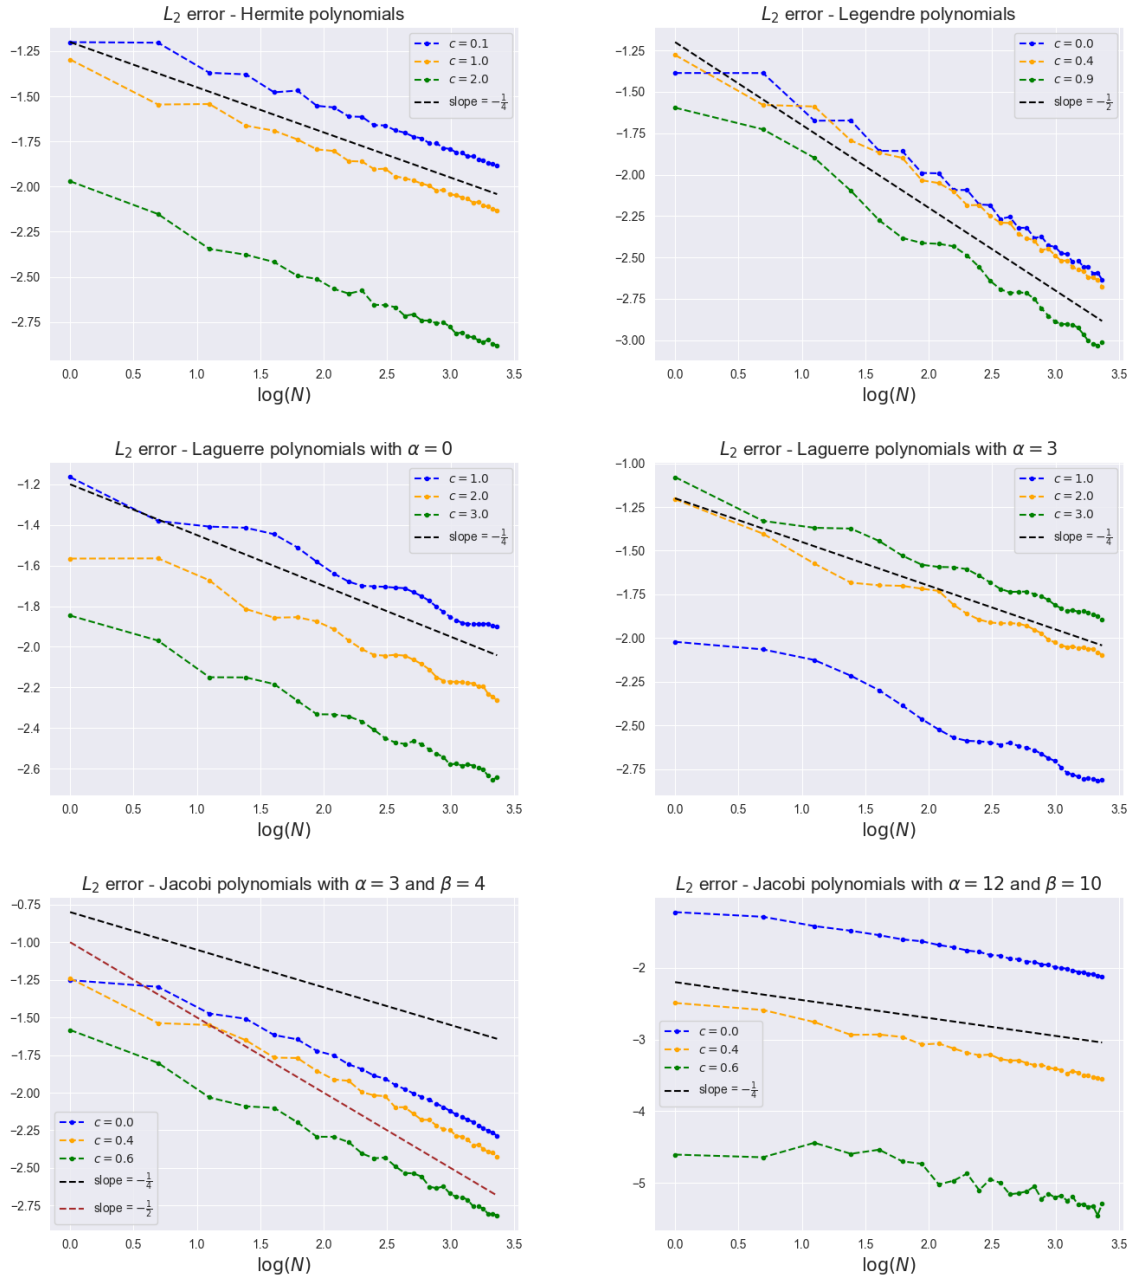 L₂ error - Hermite polynomials
−1.25
−1.50
−1.75
−2.00
−2.25
−2.50
−2.75
c = 0.1
c = 1.0
c = 2.0
slope = −1/4
0.0 0.5 1.0 1.5 2.0 2.5 3.0 3.5
log(N)
L₂ error - Legendre polynomials
−1.25
−1.50
−1.75
−2.00
−2.25
−2.50
−2.75
−3.00
c = 0.0
c = 0.4
c = 0.9
slope = −1/2
0.0 0.5 1.0 1.5 2.0 2.5 3.0 3.5
log(N)
L₂ error - Laguerre polynomials with α = 0
−1.2
−1.4
−1.6
−1.8
−2.0
−2.2
−2.4
−2.6
c = 1.0
c = 2.0
c = 3.0
slope = −1/4
0.0 0.5 1.0 1.5 2.0 2.5 3.0 3.5
log(N)
L₂ error - Laguerre polynomials with α = 3
−1.00
−1.25
−1.50
−1.75
−2.00
−2.25
−2.50
−2.75
c = 1.0
c = 2.0
c = 3.0
slope = −1/4
0.0 0.5 1.0 1.5 2.0 2.5 3.0 3.5
log(N)
L₂ error - Jacobi polynomials with α = 3 and β = 4
−0.75
−1.00
−1.25
−1.50
−1.75
−2.00
−2.25
−2.50
−2.75
c = 0.0
c = 0.4
c = 0.6
slope = −1/4
slope = −1/2
0.0 0.5 1.0 1.5 2.0 2.5 3.0 3.5
log(N)
L₂ error - Jacobi polynomials with α = 12 and β = 10
−2
−3
−4
−5
c = 0.0
c = 0.4
c = 0.6
slope = −1/4
0.0 0.5 1.0 1.5 2.0 2.5 3.0 3.5
log(N)